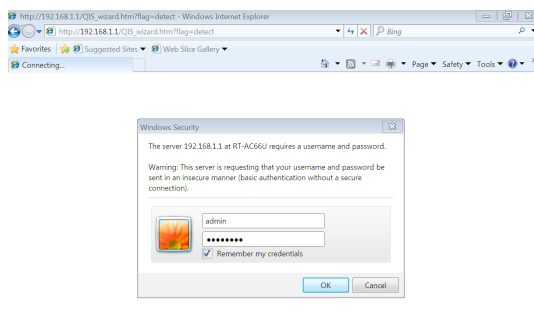 http://192.168.1.1/QIS_wizard.htm?flag=detect - Windows Internet Explorer
http://192.168.1.1/QIS_wizard.htm?flag=detect Bing
Favorites Suggested Sites Web Slice Gallery
Connecting... Page Safety Tools
Windows Security
The server 192.168.1.1 at RT-AC66U requires a username and password.
Warning: This server is requesting that your username and password be
sent in an insecure manner (basic authentication without a secure
connection).
admin
●●●●●●●●
Remember my credentials
OK Cancel